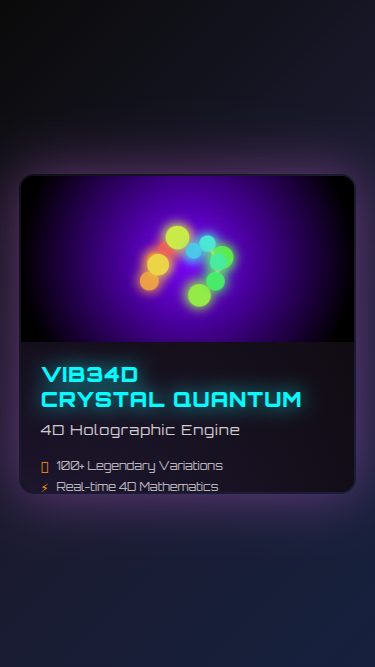 VIB34D
CRYSTAL QUANTUM
4D Holographic Engine
100+ Legendary Variations
⚡ Real-time 4D Mathematics